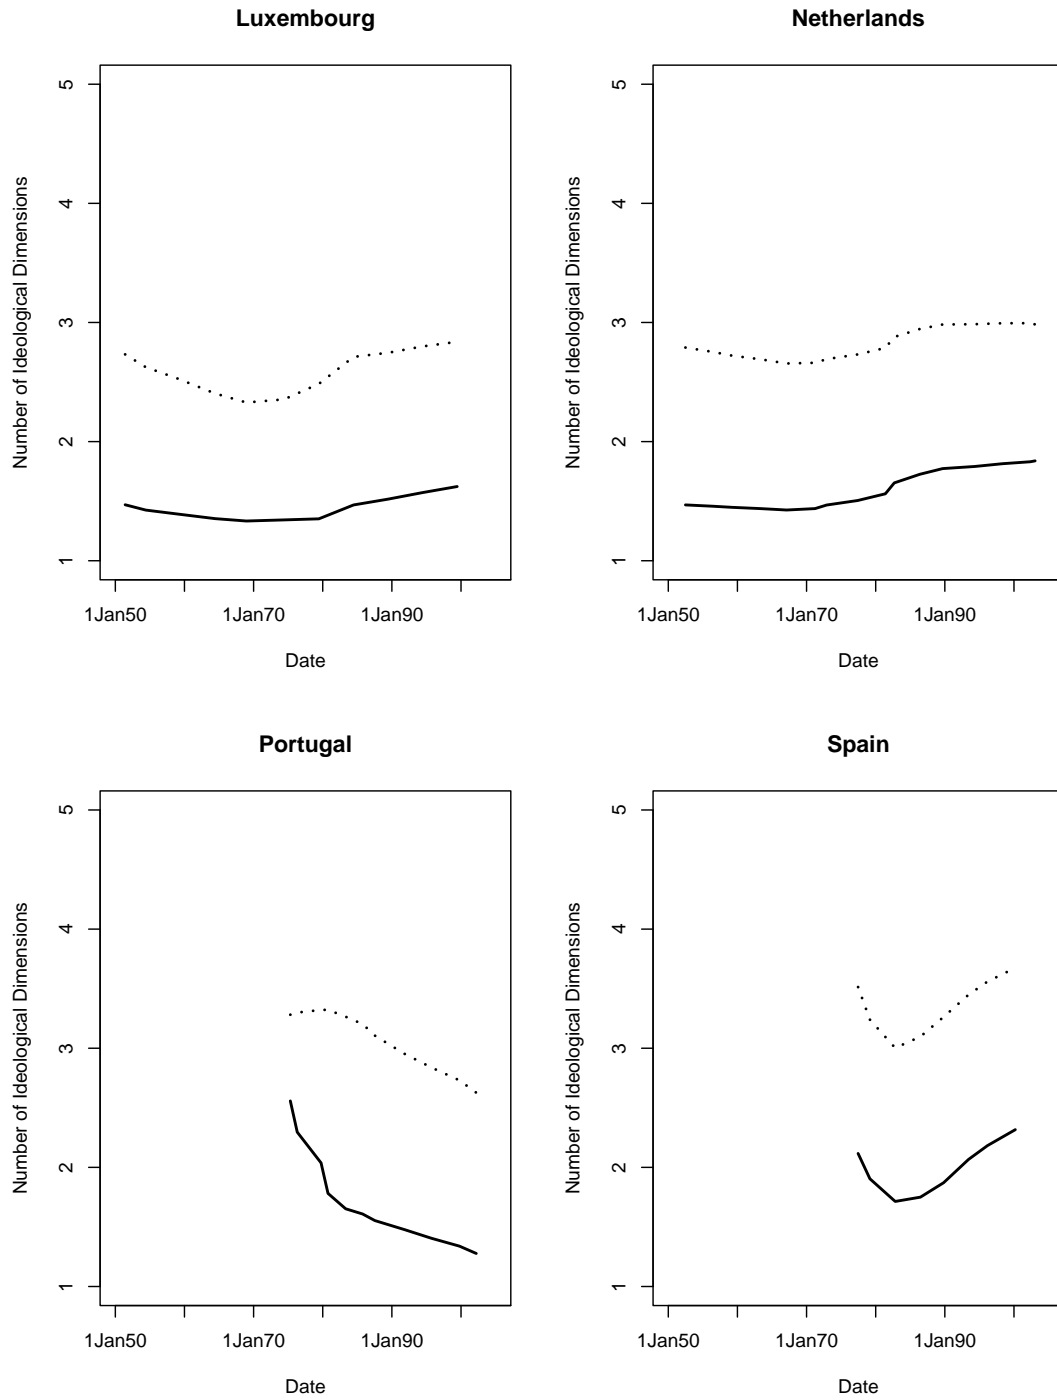 Luxembourg
Number of Ideological Dimensions
5
4
3
2
1
1Jan50 1Jan70 1Jan90
Date
Netherlands
Number of Ideological Dimensions
5
4
3
2
1
1Jan50 1Jan70 1Jan90
Date
Portugal
Number of Ideological Dimensions
5
4
3
2
1
1Jan50 1Jan70 1Jan90
Date
Spain
Number of Ideological Dimensions
5
4
3
2
1
1Jan50 1Jan70 1Jan90
Date